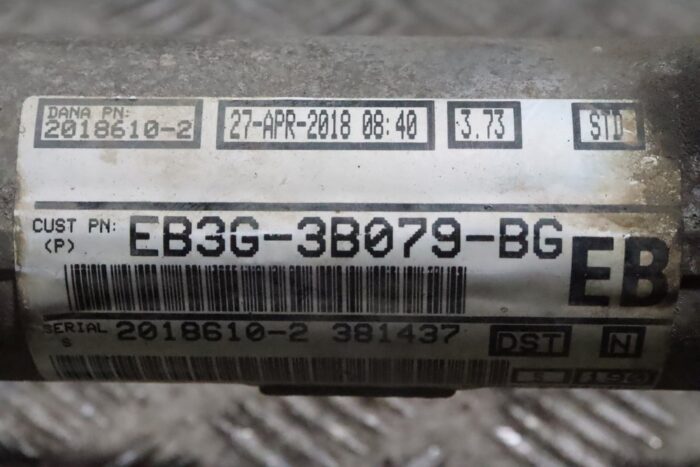 DANA PN:
2018610-2 27-APR-2018 08:40 3.73 STD
CUST PN: EB3G-3B079-BG
(P)
EB
SERIAL 2018610-2 381437 DST N
S